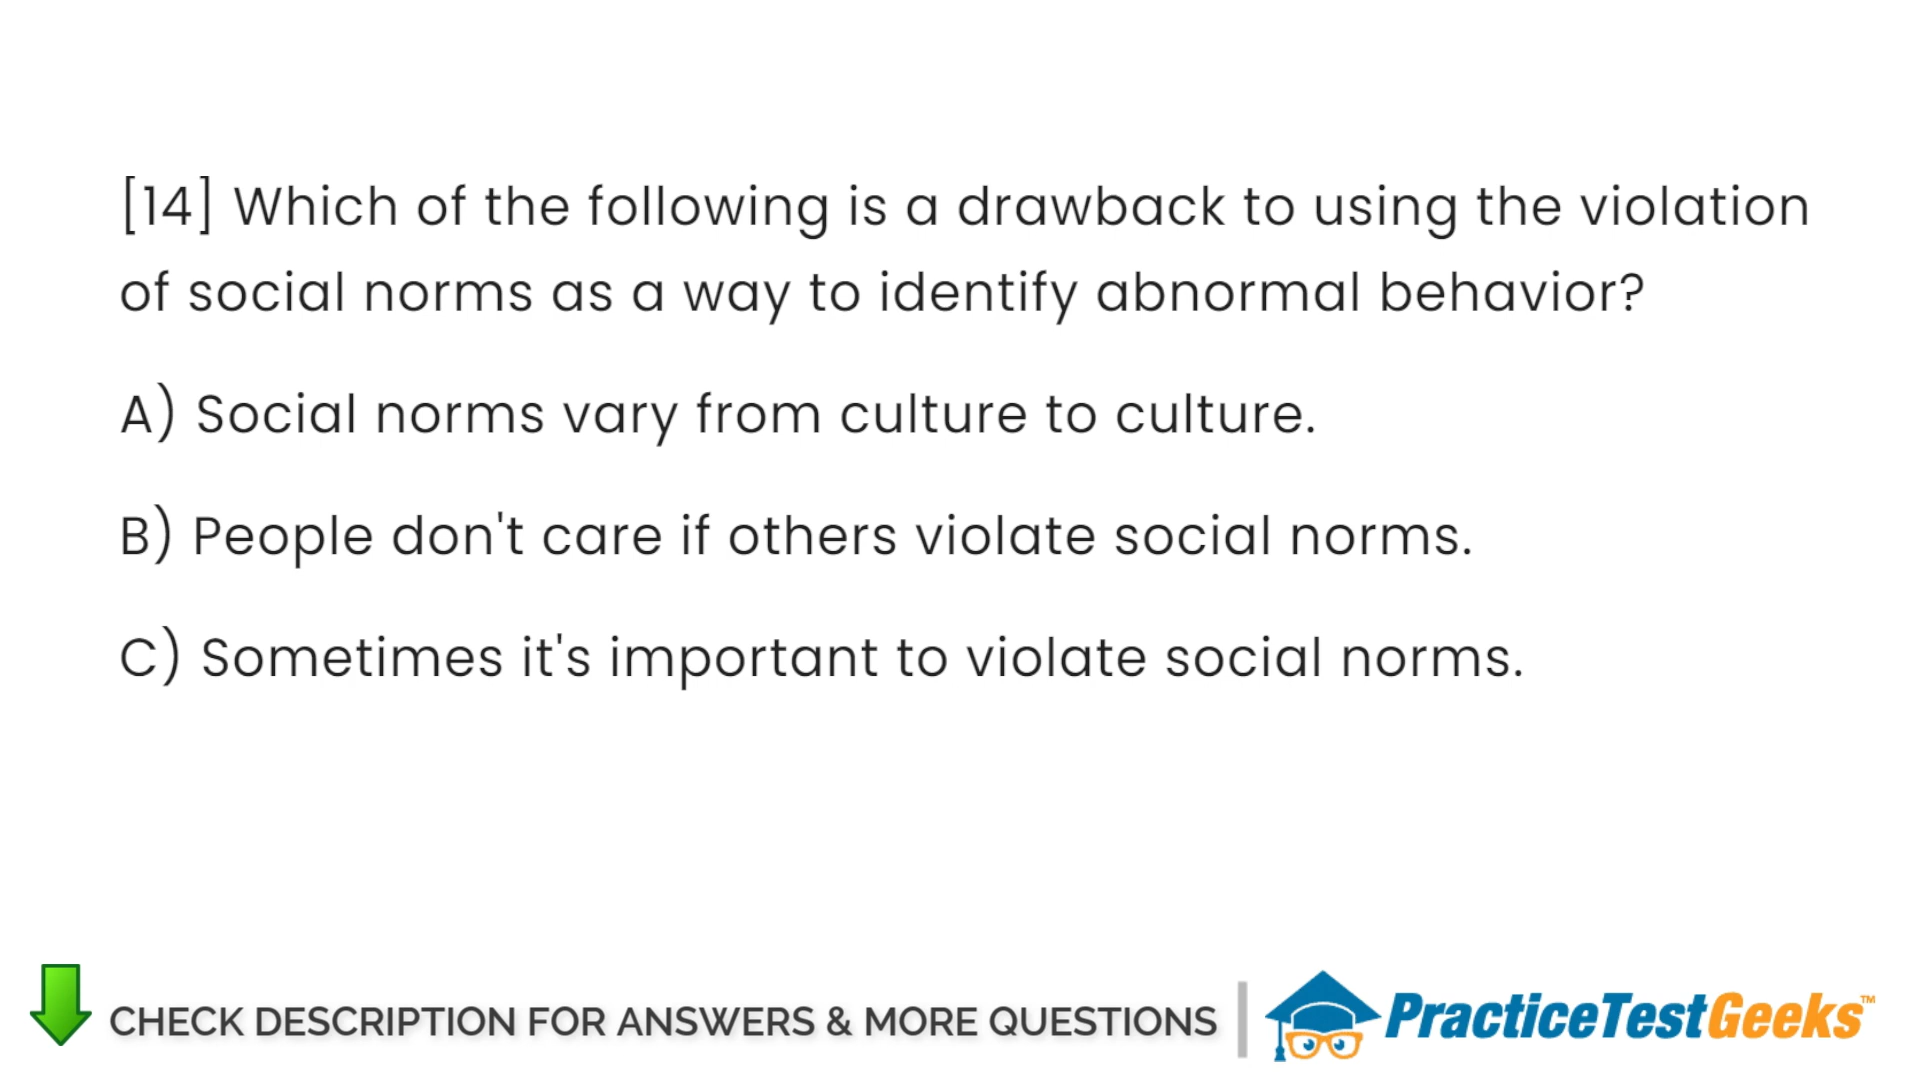 [14] Which of the following is a drawback to using the violation
of social norms as a way to identify abnormal behavior?
A) Social norms vary from culture to culture.
B) People don't care if others violate social norms.
C) Sometimes it's important to violate social norms.
CHECK DESCRIPTION FOR ANSWERS & MORE QUESTIONS
PracticeTestGeeks™